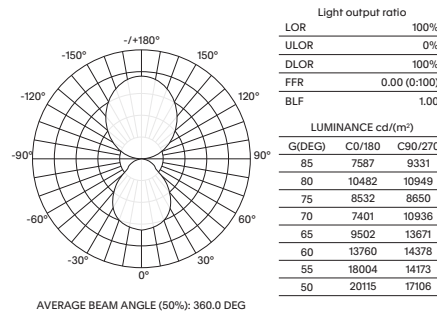 -/+180°
-150° 150°
-120° 120°
-90° 90°
-60° 60°
-30° 30°
0°
AVERAGE BEAM ANGLE (50%): 360.0 DEG
Light output ratio
LOR 100%
ULOR 0%
DLOR 100%
FFR 0.00 (0:100)
BLF 1.00
LUMINANCE cd/(m²)
G(DEG) C0/180 C90/270
85 7587 9331
80 10482 10949
75 8532 8650
70 7401 10936
65 9502 13671
60 13760 14378
55 18004 14173
50 20115 17106